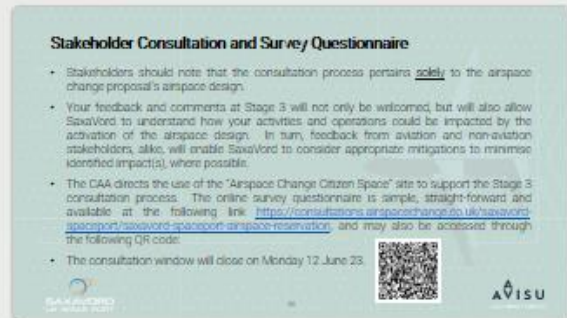 Stakeholder Consultation and Survey Questionnaire
• Stakeholders should note that the consultation process pertains solely to the airspace
change proposal's airspace design.
• Your feedback and comments at Stage 3 will not only be welcomed, but will also allow
SaxaVord to understand how your activities and operations could be impacted by the
activation of the airspace design. In turn, feedback from aviation and non-aviation
stakeholders, alike, will enable SaxaVord to consider appropriate mitigations to minimise
identified impact(s), where possible.
• The CAA directs the use of the "Airspace Change Citizen Space" site to support the Stage 3
consultation process. The online survey questionnaire is simple, straight-forward and
available at the following link https://consultations.airspacechange.co.uk/saxavord-
spaceport/saxavord-spaceport-airspace-reservation, and may also be accessed through
the following QR code:
• The consultation window will close on Monday 12 June 23.
SAXAVORD
AVISU